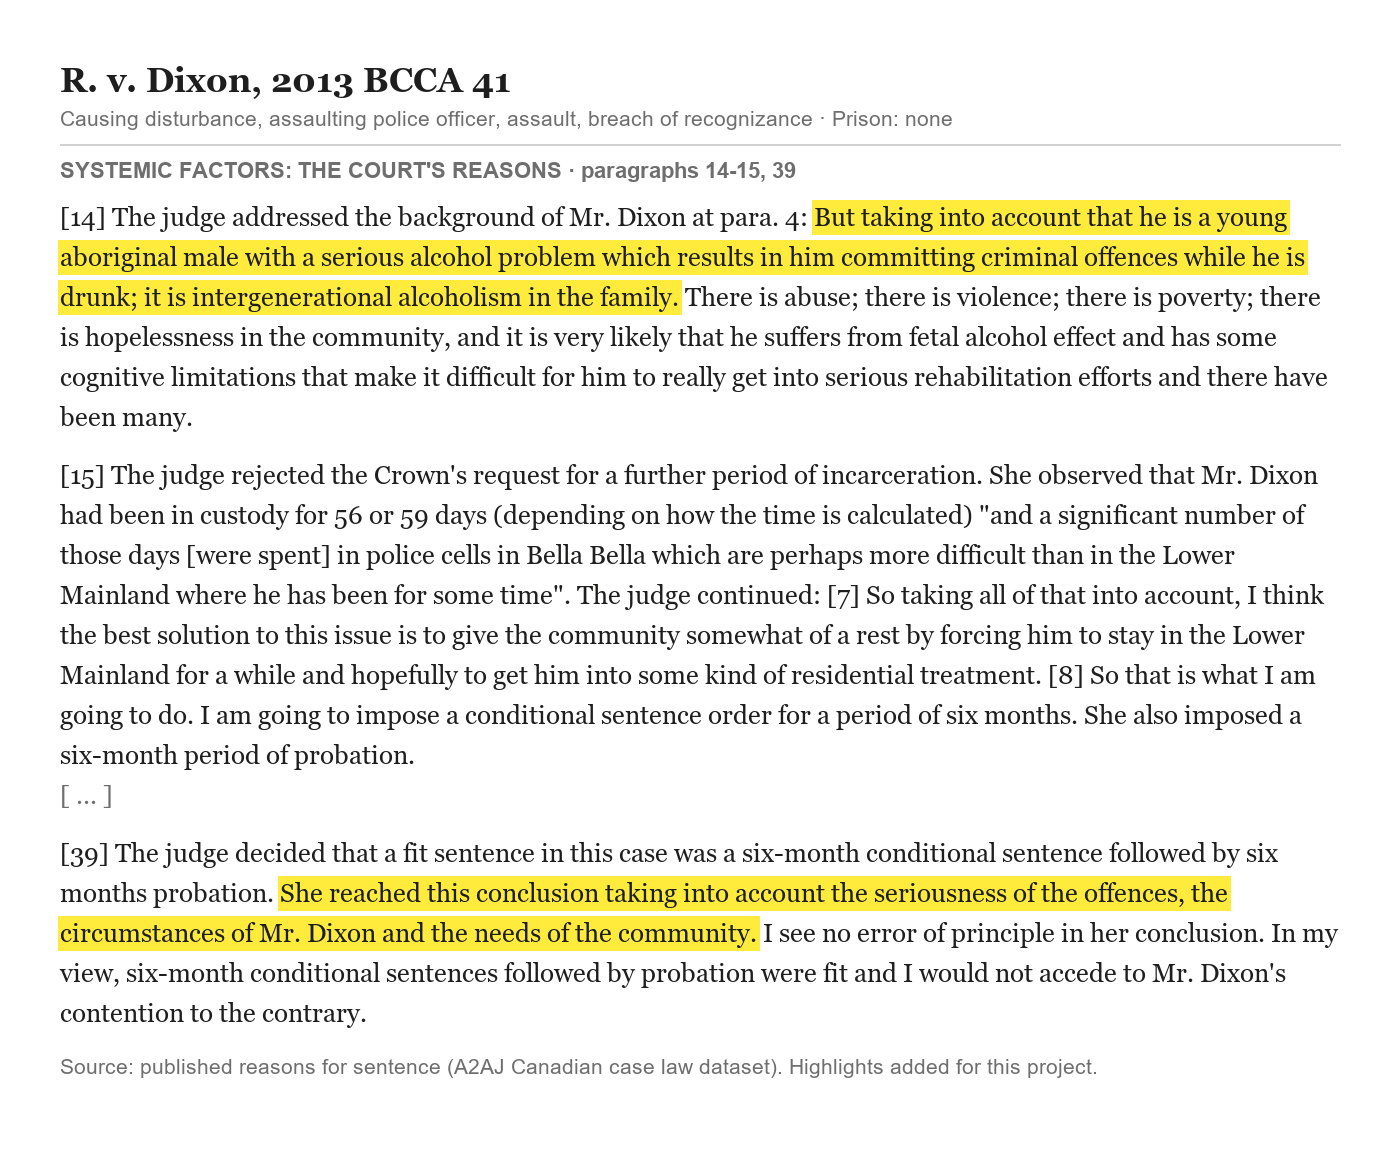 R. v. Dixon, 2013 BCCA 41
Causing disturbance, assaulting police officer, assault, breach of recognizance · Prison: none
SYSTEMIC FACTORS: THE COURT'S REASONS · paragraphs 14-15, 39
[14] The judge addressed the background of Mr. Dixon at para. 4: But taking into account that he is a young
aboriginal male with a serious alcohol problem which results in him committing criminal offences while he is
drunk; it is intergenerational alcoholism in the family. There is abuse; there is violence; there is poverty; there
is hopelessness in the community, and it is very likely that he suffers from fetal alcohol effect and has some
cognitive limitations that make it difficult for him to really get into serious rehabilitation efforts and there have
been many.
[15] The judge rejected the Crown's request for a further period of incarceration. She observed that Mr. Dixon
had been in custody for 56 or 59 days (depending on how the time is calculated) "and a significant number of
those days [were spent] in police cells in Bella Bella which are perhaps more difficult than in the Lower
Mainland where he has been for some time". The judge continued: [7] So taking all of that into account, I think
the best solution to this issue is to give the community somewhat of a rest by forcing him to stay in the Lower
Mainland for a while and hopefully to get him into some kind of residential treatment. [8] So that is what I am
going to do. I am going to impose a conditional sentence order for a period of six months. She also imposed a
six-month period of probation.
[ ... ]
[39] The judge decided that a fit sentence in this case was a six-month conditional sentence followed by six
months probation. She reached this conclusion taking into account the seriousness of the offences, the
circumstances of Mr. Dixon and the needs of the community. I see no error of principle in her conclusion. In my
view, six-month conditional sentences followed by probation were fit and I would not accede to Mr. Dixon's
contention to the contrary.
Source: published reasons for sentence (A2AJ Canadian case law dataset). Highlights added for this project.